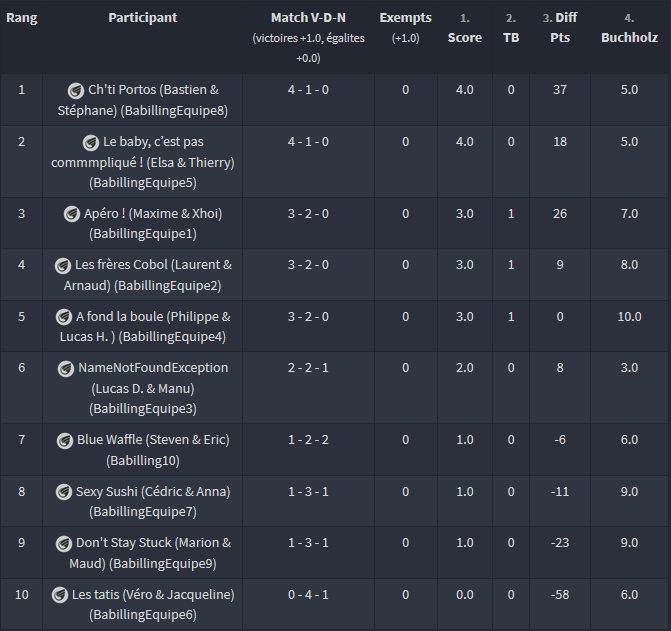 Rang Participant Match V-D-N Exempts 1. 2. 3. Diff 4.
(victoires +1.0, égalites (+1.0) Score TB Pts Buchholz
+0.0)
1 Ch'ti Portos (Bastien & 4 - 1 - 0 0 4.0 0 37 5.0
Stéphane) (BabillingEquipe8)
2 Le baby, c'est pas 4 - 1 - 0 0 4.0 0 18 5.0
commmpliqué ! (Elsa & Thierry)
(BabillingEquipe5)
3 Apéro ! (Maxime & Xhoi) 3 - 2 - 0 0 3.0 1 26 7.0
(BabillingEquipe1)
4 Les frères Cobol (Laurent & 3 - 2 - 0 0 3.0 1 9 8.0
Arnaud) (BabillingEquipe2)
5 A fond la boule (Philippe & 3 - 2 - 0 0 3.0 1 0 10.0
Lucas H. ) (BabillingEquipe4)
6 NameNotFoundException 2 - 2 - 1 0 2.0 0 8 3.0
(Lucas D. & Manu)
(BabillingEquipe3)
7 Blue Waffle (Steven & Eric) 1 - 2 - 2 0 1.0 0 -6 6.0
(Babilling10)
8 Sexy Sushi (Cédric & Anna) 1 - 3 - 1 0 1.0 0 -11 9.0
(BabillingEquipe7)
9 Don't Stay Stuck (Marion & 1 - 3 - 1 0 1.0 0 -23 9.0
Maud) (BabillingEquipe9)
10 Les tatis (Véro & Jacqueline) 0 - 4 - 1 0 0.0 0 -58 6.0
(BabillingEquipe6)